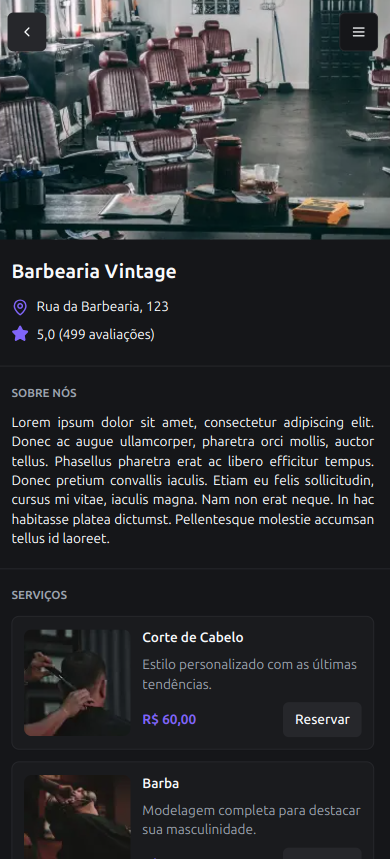 Barbearia Vintage
Rua da Barbearia, 123
5,0 (499 avaliações)
SOBRE NÓS
Lorem ipsum dolor sit amet, consectetur adipiscing elit.
Donec ac augue ullamcorper, pharetra orci mollis, auctor
tellus. Phasellus pharetra erat ac libero efficitur tempus.
Donec pretium convallis iaculis. Etiam eu felis sollicitudin,
cursus mi vitae, iaculis magna. Nam non erat neque. In hac
habitasse platea dictumst. Pellentesque molestie accumsan
tellus id laoreet.
SERVIÇOS
Corte de Cabelo
Estilo personalizado com as últimas
tendências.
R$ 60,00
Reservar
Barba
Modelagem completa para destacar
sua masculinidade.